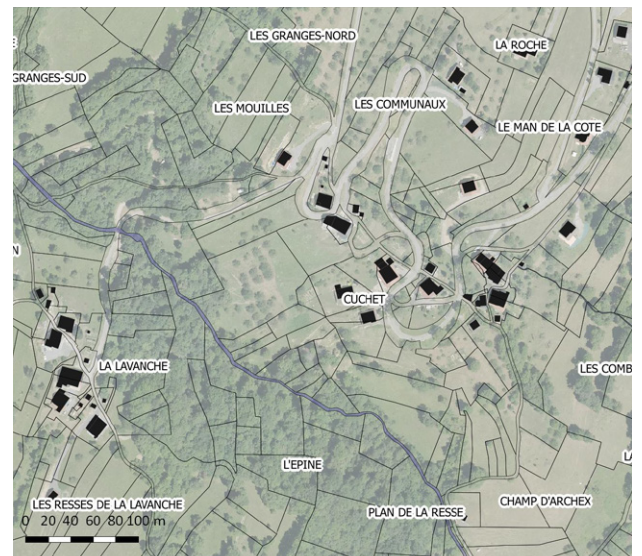 LES GRANGES-NORD
LA ROCHE
GRANGES-SUD
LES MOUILLES
LES COMMUNAUX
LE MAN DE LA COTE
CUCHET
LA LAVANCHE
LES COMB
L'EPINE
LES RESSES DE LA LAVANCHE
PLAN DE LA RESSE
CHAMP D'ARCHEX
0 20 40 60 80 100 m